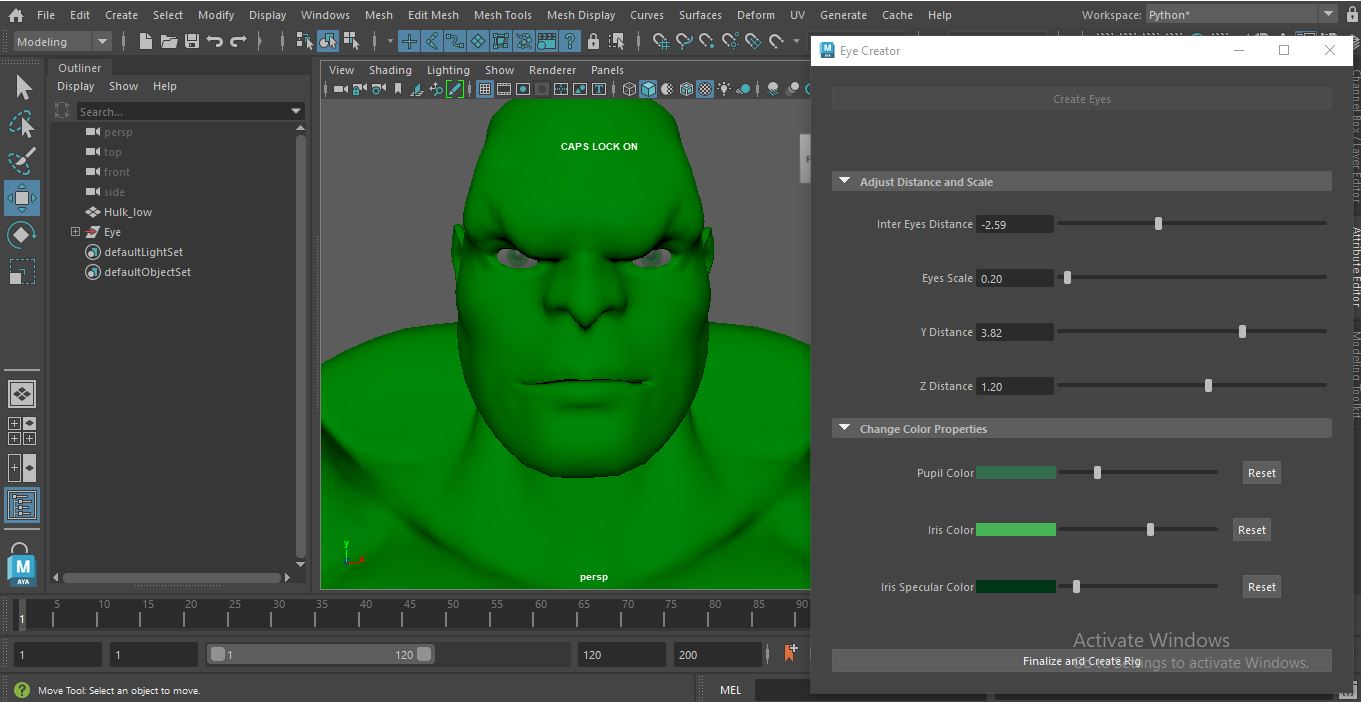 File Edit Create Select Modify Display Windows Mesh Edit Mesh Mesh Tools Mesh Display Curves Surfaces Deform UV Generate Cache Help Workspace: Python*
Modeling
Eye Creator
Outliner
Display Show Help
Search...
persp
top
front
side
Hulk_low
Eye
defaultLightSet
defaultObjectSet
View Shading Lighting Show Renderer Panels
CAPS LOCK ON
y
persp
Create Eyes
Adjust Distance and Scale
Inter Eyes Distance -2.59
Eyes Scale 0.20
Y Distance 3.82
Z Distance 1.20
Change Color Properties
Pupil Color Reset
Iris Color Reset
Iris Specular Color Reset
Activate Windows
Go to Settings to activate Windows.
Finalize and Create Rig
Channel Box / Layer Editor
Attribute Editor
Modeling Toolkit
M
AYA
5 10 15 20 25 30 35 40 45 50 55 60 65 70 75 80 85 90
1
1 1 1 120 120 200
Move Tool: Select an object to move.
MEL